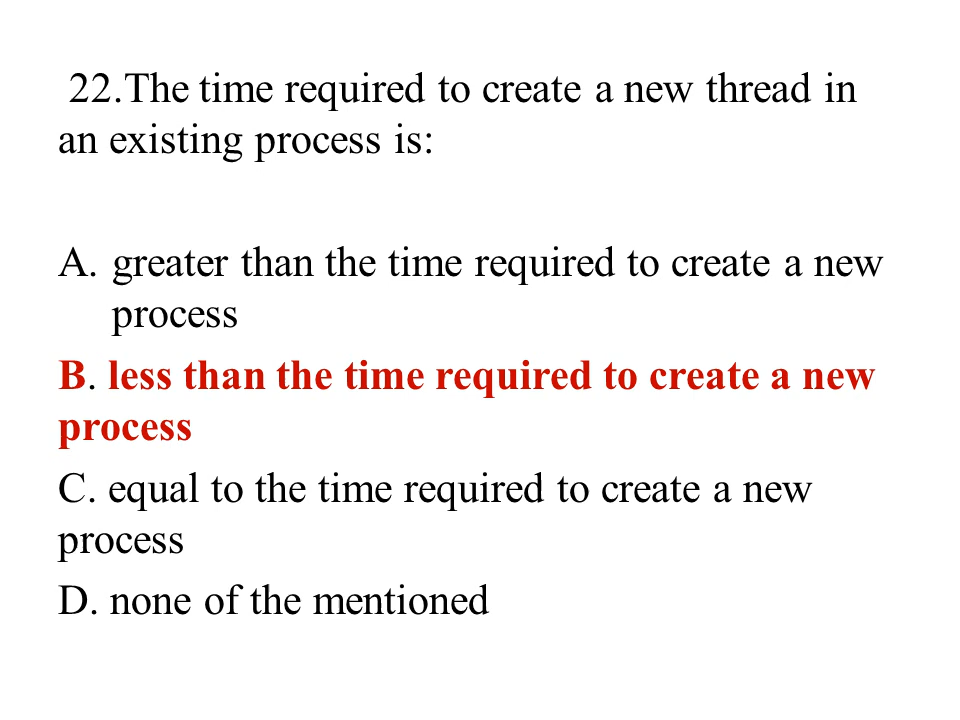 22.The time required to create a new thread in
an existing process is:
A. greater than the time required to create a new
process
B. less than the time required to create a new
process
C. equal to the time required to create a new
process
D. none of the mentioned